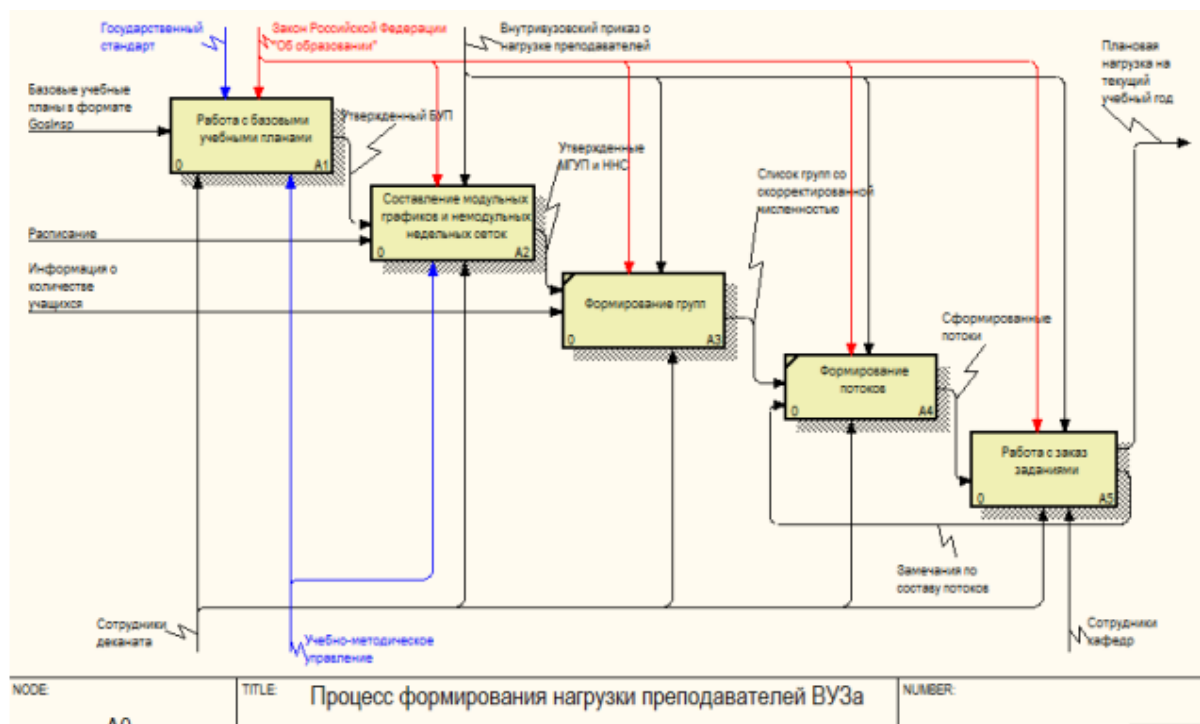 Государственный
стандарт
Закон Российской Федерации
"Об образовании"
Внутривузовский приказ о
нагрузке преподавателей
Плановая
нагрузка на
текущий
учебный год
Базовые учебные
планы в формате
GosInsp
Работа с базовыми
учебными планами
0
A1
Утвержденный БУП
Утвержденные
МГУП и ННС
Список групп со
скорректированной
численностью
Составление модульных
графиков и немодульных
недельных сеток
0
A2
Расписание
Информация о
количестве
учащихся
Формирование групп
0
A3
Сформированные
потоки
Формирование
потоков
0
A4
Работа с заказ
заданиями
0
A5
Замечания по
составу потоков
Сотрудники
деканата
Учебно-методическое
управление
Сотрудники
кафедр
NODE:
TITLE:
Процесс формирования нагрузки преподавателей ВУЗа
NUMBER: